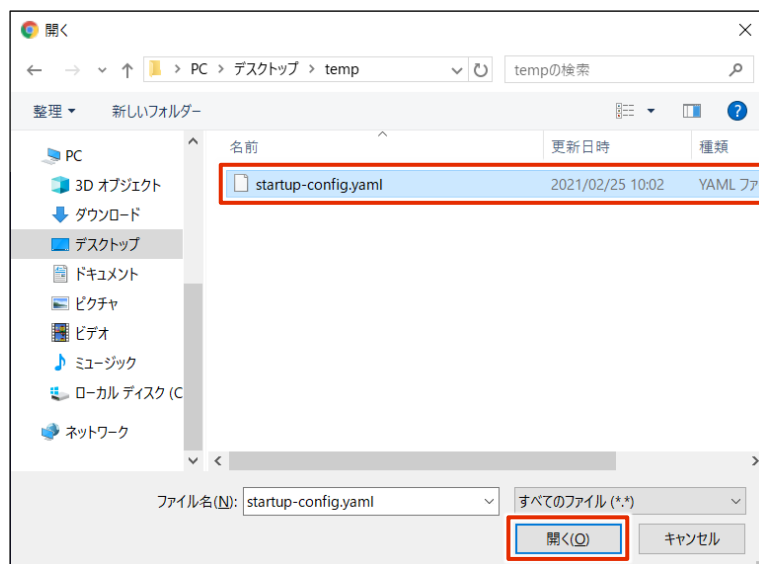 開く
PC > デスクトップ > temp
tempの検索
整理 新しいフォルダー
名前 更新日時 種類
startup-config.yaml 2021/02/25 10:02 YAML ファ
PC
3D オブジェクト
ダウンロード
デスクトップ
ドキュメント
ピクチャ
ビデオ
ミュージック
ローカル ディスク (C
ネットワーク
ファイル名(N): startup-config.yaml すべてのファイル (*.*)
開く(O) キャンセル